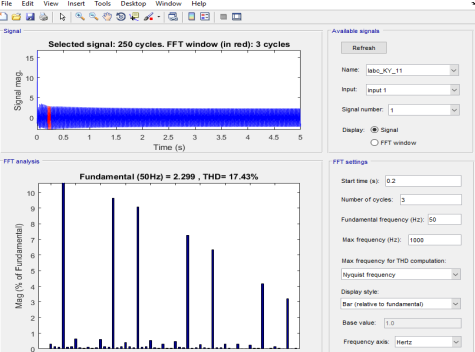 File Edit View Insert Tools Desktop Window Help
Signal
Selected signal: 250 cycles. FFT window (in red): 3 cycles
15
10
5
0
Signal mag.
0 0.5 1 1.5 2 2.5 3 3.5 4 4.5 5
Time (s)
FFT analysis
Fundamental (50Hz) = 2.299 , THD= 17.43%
10
9
8
7
6
5
4
3
2
1
Mag (% of Fundamental)
Available signals
Refresh
Name: Iabc_KY_11
Input: input 1
Signal number: 1
Display: Signal
FFT window
FFT settings
Start time (s): 0.2
Number of cycles: 3
Fundamental frequency (Hz): 50
Max frequency (Hz): 1000
Max frequency for THD computation:
Nyquist frequency
Display style:
Bar (relative to fundamental)
Base value: 1.0
Frequency axis: Hertz